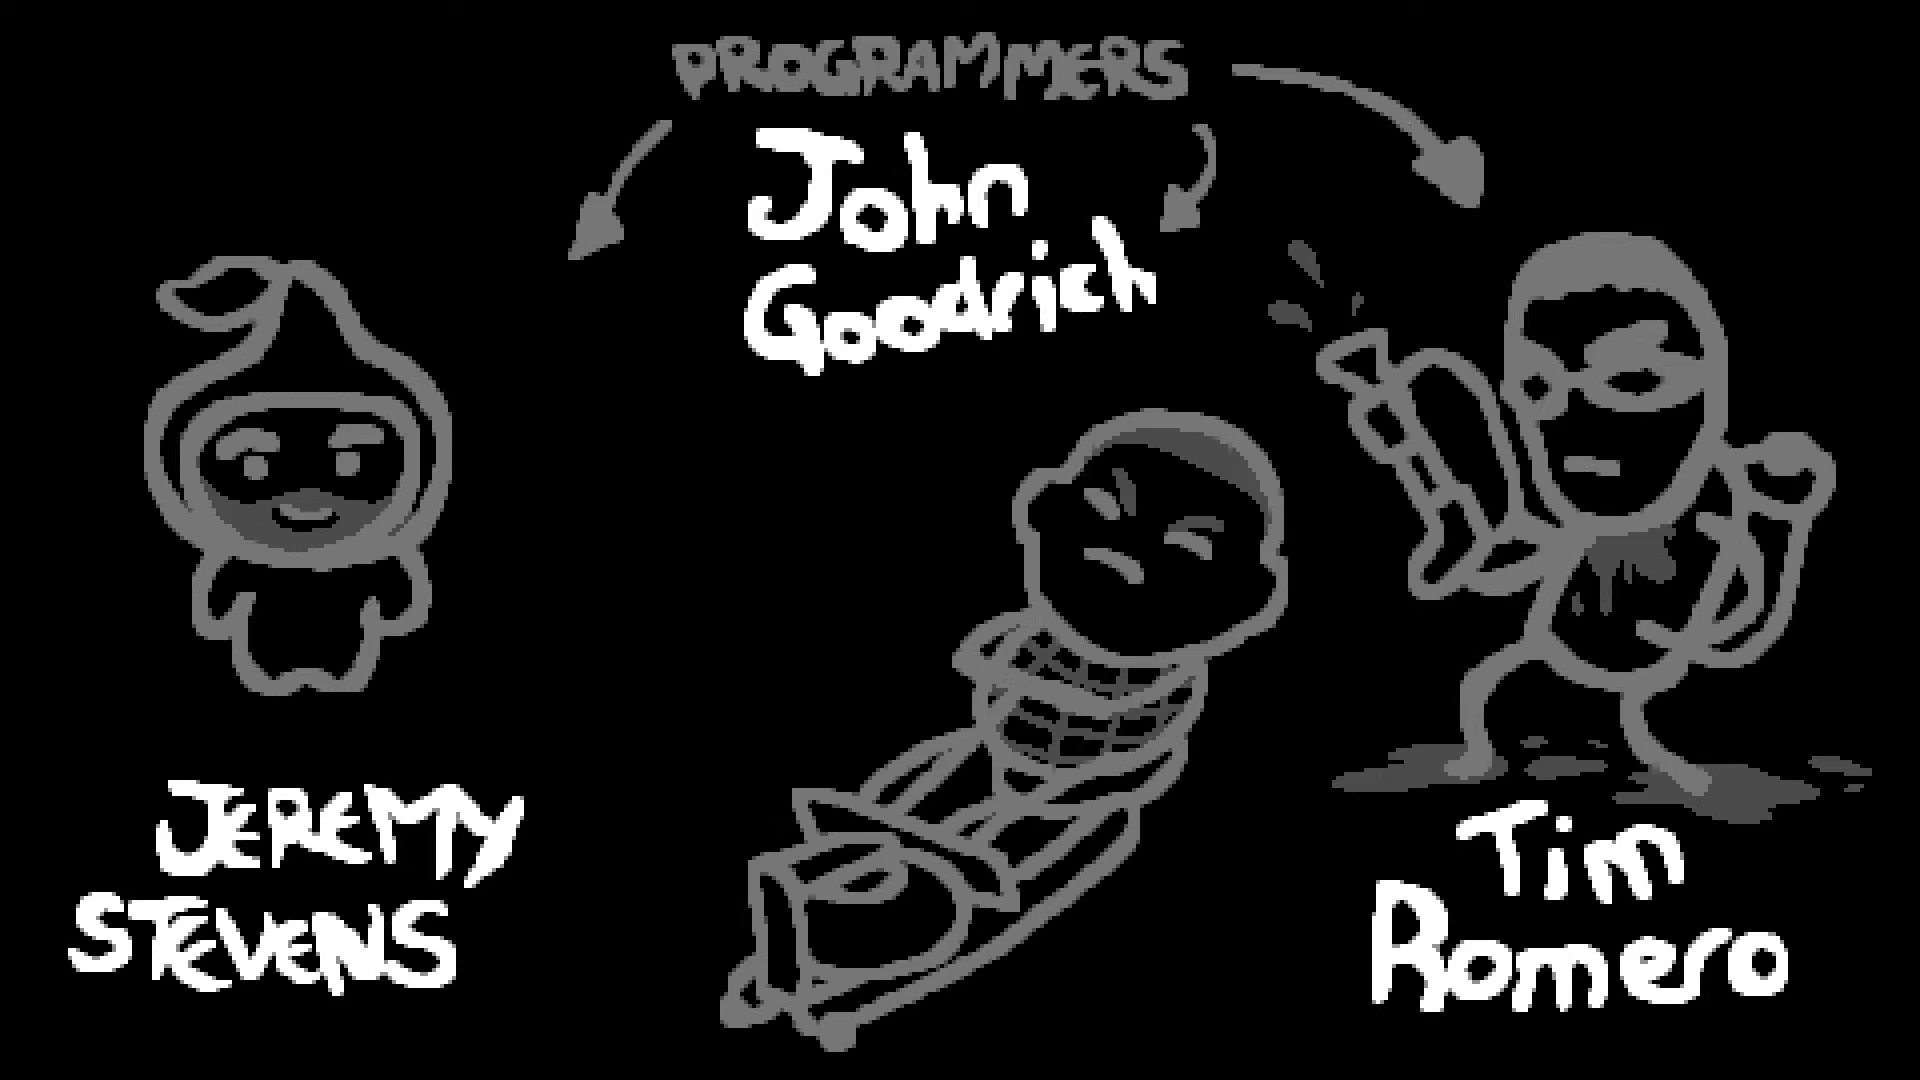 PROGRAMMERS
John
Goodrich
JEREMY
STEVENS
Tim
Romero